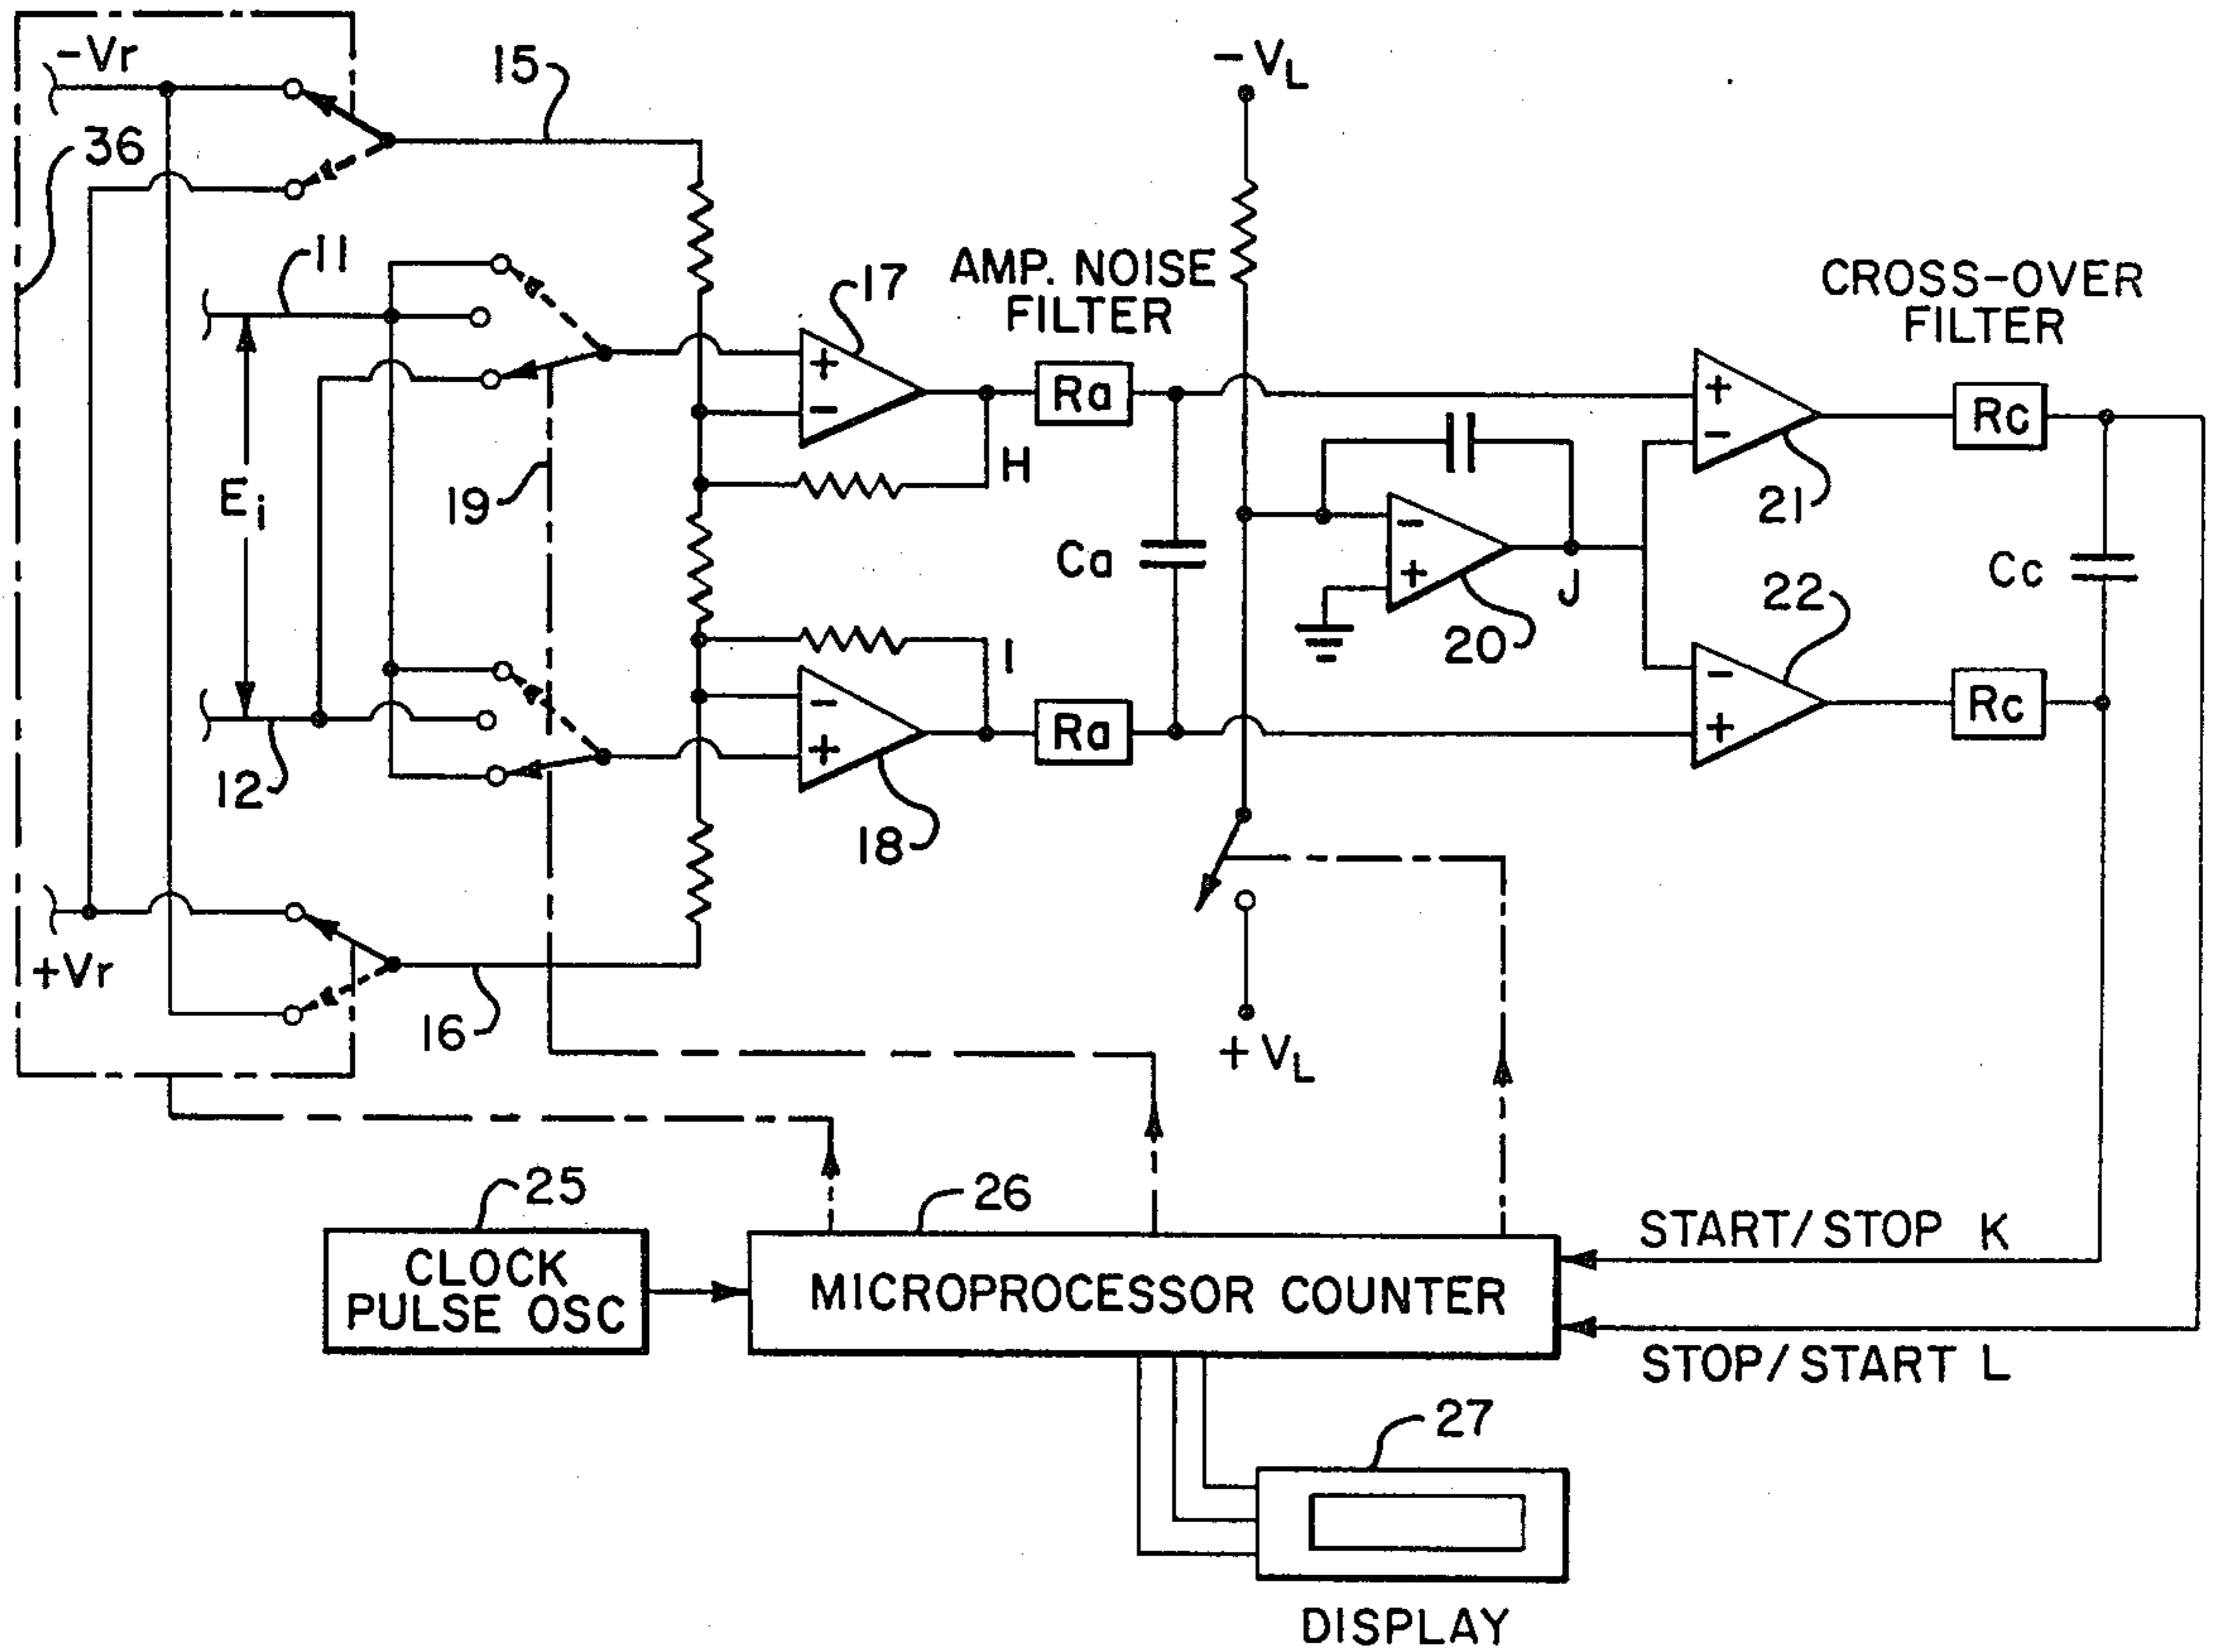 -Vr
15
- VL
36
11
17
AMP. NOISE
FILTER
CROSS-OVER
FILTER
+
-
Ra
+
-
Rc
H
19
21
Ei
-
+
Ca
J
20
Cc
22
I
-
+
Ra
-
+
Rc
12
18
+Vr
16
+ VL
25
26
CLOCK
PULSE OSC
MICROPROCESSOR COUNTER
START/STOP K
STOP/START L
27
DISPLAY